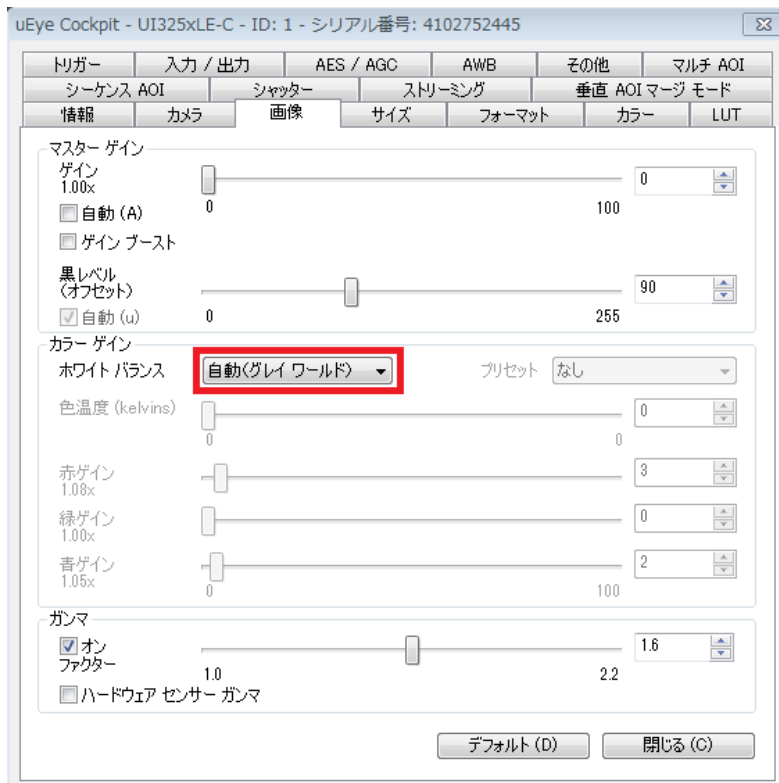 uEye Cockpit - UI325xLE-C - ID: 1 - シリアル番号: 4102752445
トリガー 入力 / 出力 AES / AGC AWB その他 マルチ AOI
シーケンス AOI シャッター ストリーミング 垂直 AOI マージ モード
情報 カメラ 画像 サイズ フォーマット カラー LUT
マスター ゲイン
ゲイン
1.00x
0
自動 (A)
0 100
ゲイン ブースト
黒レベル
(オフセット)
90
自動 (u)
0 255
カラー ゲイン
ホワイト バランス 自動(グレイ ワールド) プリセット なし
色温度 (kelvins) 0
0 0
赤ゲイン
1.08x
3
緑ゲイン
1.00x
0
青ゲイン
1.05x
2
0 100
ガンマ
オン
ファクター
1.6
1.0 2.2
ハードウェア センサー ガンマ
デフォルト (D) 閉じる (C)